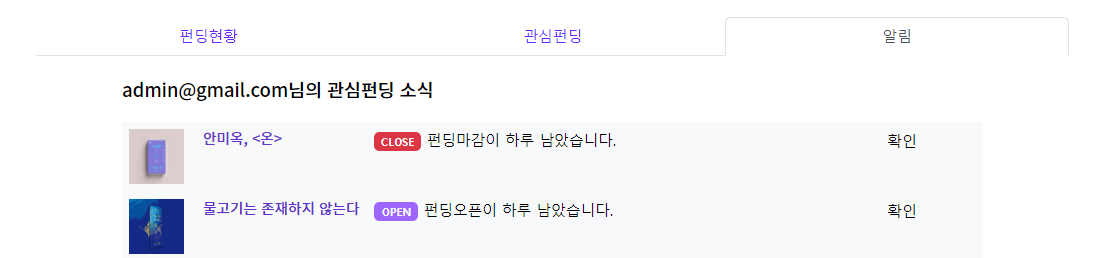 펀딩현황 관심펀딩 알림
admin@gmail.com님의 관심펀딩 소식
안미옥, <온> CLOSE 펀딩마감이 하루 남았습니다. 확인
물고기는 존재하지 않는다 OPEN 펀딩오픈이 하루 남았습니다. 확인